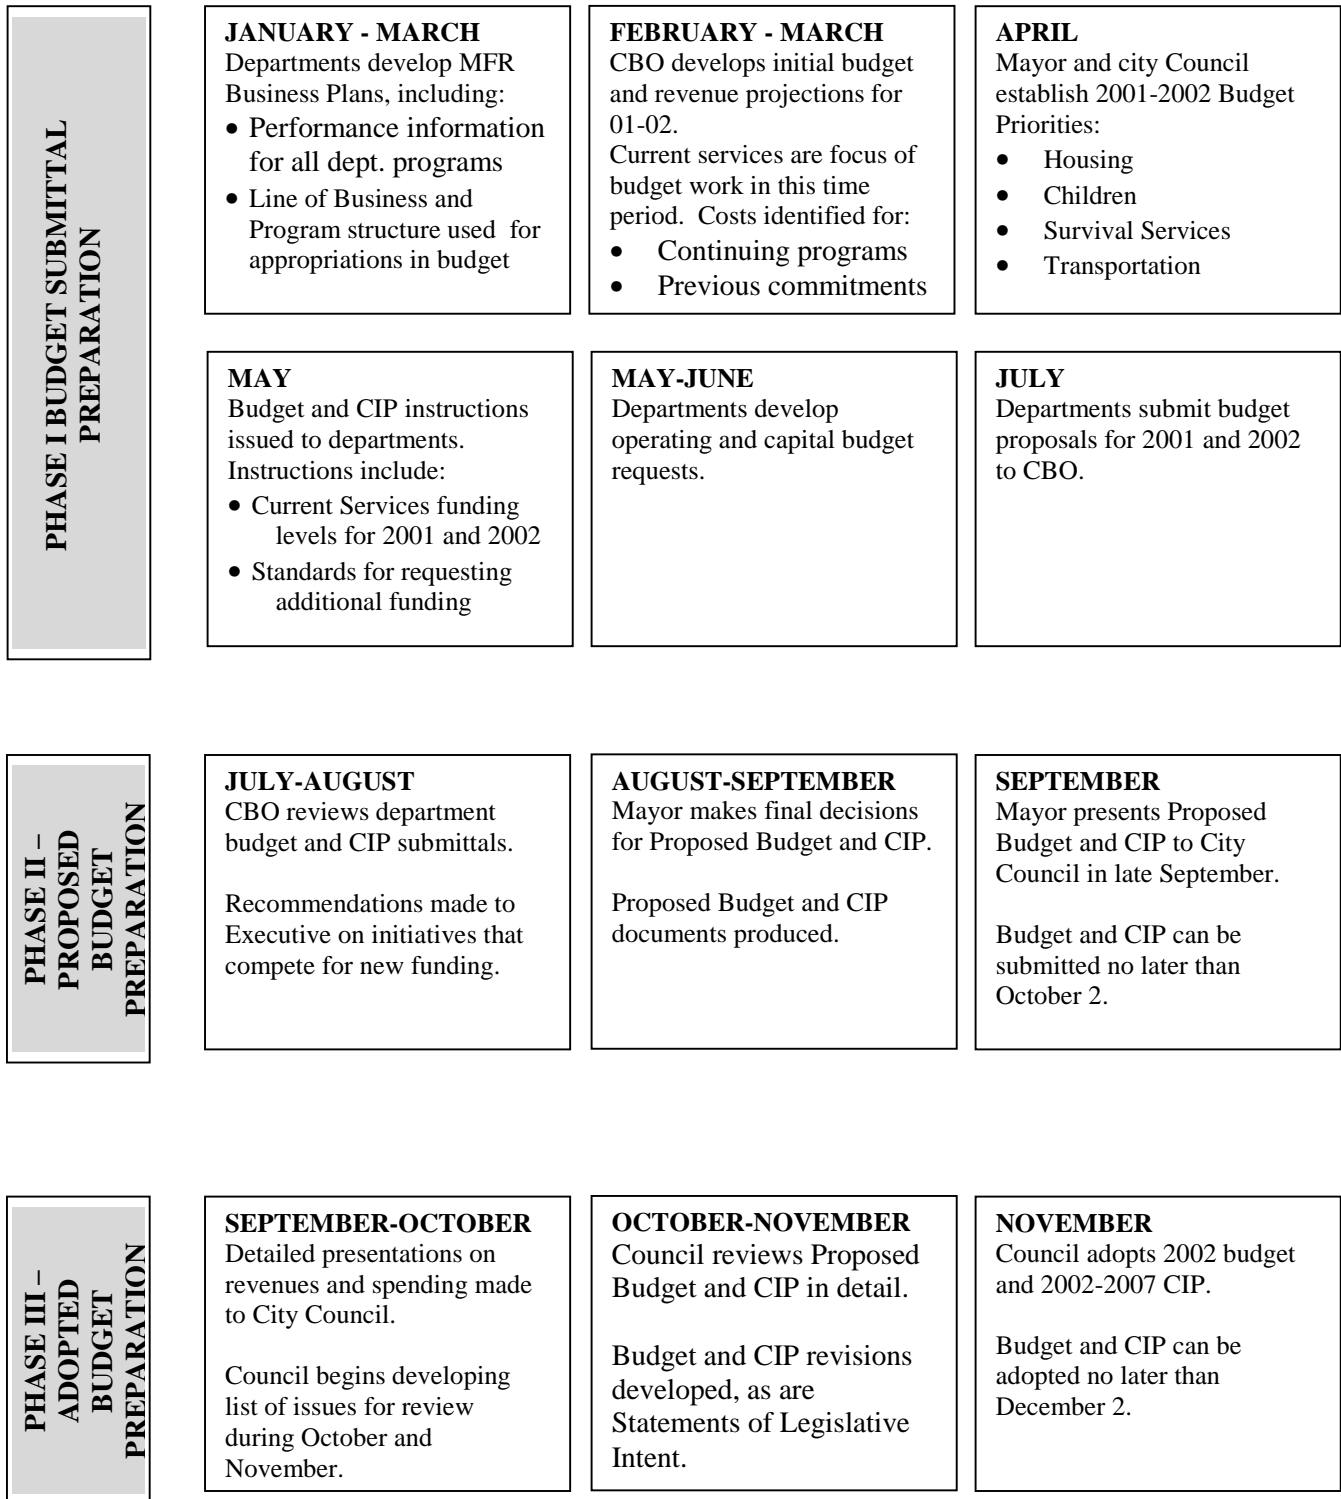 PHASE I BUDGET SUBMITTAL
PREPARATION
JANUARY - MARCH
Departments develop MFR
Business Plans, including:
• Performance information
for all dept. programs
• Line of Business and
Program structure used  for
appropriations in budget
FEBRUARY - MARCH
CBO develops initial budget
and revenue projections for
01-02.
Current services are focus of
budget work in this time
period.  Costs identified for:
• Continuing programs
• Previous commitments
APRIL
Mayor and city Council
establish 2001-2002 Budget
Priorities:
• Housing
• Children
• Survival Services
• Transportation
MAY
Budget and CIP instructions
issued to departments.
Instructions include:
• Current Services funding
levels for 2001 and 2002
• Standards for requesting
additional funding
MAY-JUNE
Departments develop
operating and capital budget
requests.
JULY
Departments submit budget
proposals for 2001 and 2002
to CBO.
PHASE II –
PROPOSED
BUDGET
PREPARATION
JULY-AUGUST
CBO reviews department
budget and CIP submittals.
Recommendations made to
Executive on initiatives that
compete for new funding.
AUGUST-SEPTEMBER
Mayor makes final decisions
for Proposed Budget and CIP.
Proposed Budget and CIP
documents produced.
SEPTEMBER
Mayor presents Proposed
Budget and CIP to City
Council in late September.
Budget and CIP can be
submitted no later than
October 2.
PHASE III –
ADOPTED
BUDGET
PREPARATION
SEPTEMBER-OCTOBER
Detailed presentations on
revenues and spending made
to City Council.
Council begins developing
list of issues for review
during October and
November.
OCTOBER-NOVEMBER
Council reviews Proposed
Budget and CIP in detail.
Budget and CIP revisions
developed, as are
Statements of Legislative
Intent.
NOVEMBER
Council adopts 2002 budget
and 2002-2007 CIP.
Budget and CIP can be
adopted no later than
December 2.